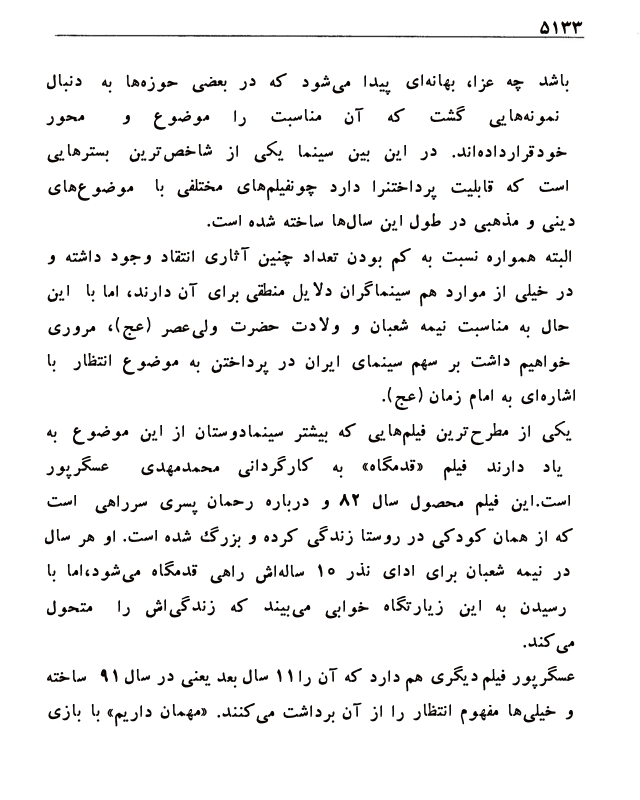 ۵۱۳۳
باشد چه عزا، بهانه‌ای پیدا می‌شود که در بعضی حوزه‌ها به دنبال
نمونه‌هایی گشت که آن مناسبت را موضوع و محور
خودقرارداده‌اند. در این بین سینما یکی از شاخص‌ترین بسترهایی
است که قابلیت پرداختنرا دارد چونفیلم‌های مختلفی با موضوع‌های
دینی و مذهبی در طول این سال‌ها ساخته شده است.
البته همواره نسبت به کم بودن تعداد چنین آثاری انتقاد وجود داشته و
در خیلی از موارد هم سینماگران دلایل منطقی برای آن دارند، اما با این
حال به مناسبت نیمه شعبان و ولادت حضرت ولی‌عصر (عج)، مروری
خواهیم داشت بر سهم سینمای ایران در پرداختن به موضوع انتظار با
اشاره‌ای به امام زمان (عج).
یکی از مطرح‌ترین فیلم‌هایی که بیشتر سینمادوستان از این موضوع به
یاد دارند فیلم «قدمگاه» به کارگردانی محمدمهدی عسگرپور
است.این فیلم محصول سال ۸۲ و درباره رحمان پسری سرراهی است
که از همان کودکی در روستا زندگی کرده و بزرگ شده است. او هر سال
در نیمه شعبان برای ادای نذر ۱۰ ساله‌اش راهی قدمگاه می‌شود،اما با
رسیدن به این زیارتگاه خوابی می‌بیند که زندگی‌اش را متحول
می‌کند.
عسگرپور فیلم دیگری هم دارد که آن را۱۱ سال بعد یعنی در سال ۹۱ ساخته
و خیلی‌ها مفهوم انتظار را از آن برداشت می‌کنند. «مهمان داریم» با بازی